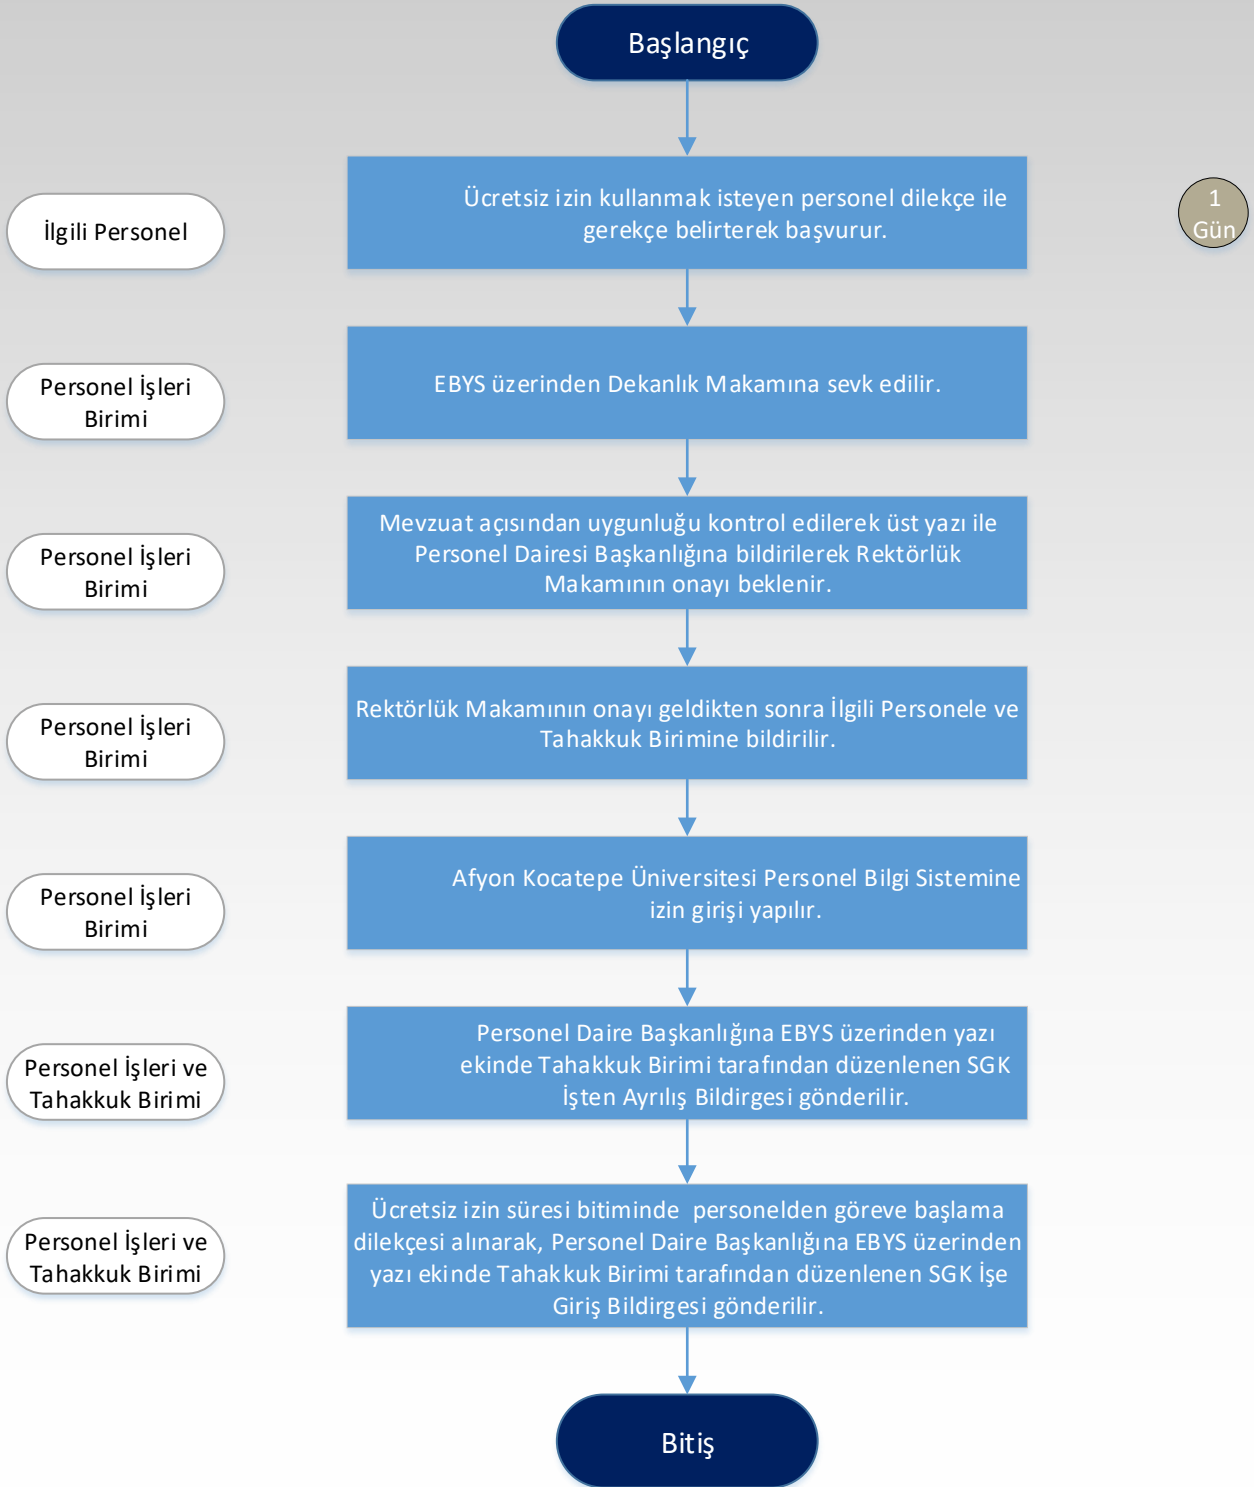 Başlangıç
İlgili Personel
Ücretsiz izin kullanmak isteyen personel dilekçe ile
gerekçe belirterek başvurur.
1
Gün
Personel İşleri
Birimi
EBYS üzerinden Dekanlık Makamına sevk edilir.
Personel İşleri
Birimi
Mevzuat açısından uygunluğu kontrol edilerek üst yazı ile
Personel Dairesi Başkanlığına bildirilerek Rektörlük
Makamının onayı beklenir.
Personel İşleri
Birimi
Rektörlük Makamının onayı geldikten sonra İlgili Personele ve
Tahakkuk Birimine bildirilir.
Personel İşleri
Birimi
Afyon Kocatepe Üniversitesi Personel Bilgi Sistemine
izin girişi yapılır.
Personel İşleri ve
Tahakkuk Birimi
Personel Daire Başkanlığına EBYS üzerinden yazı
ekinde Tahakkuk Birimi tarafından düzenlenen SGK
İşten Ayrılış Bildirgesi gönderilir.
Personel İşleri ve
Tahakkuk Birimi
Ücretsiz izin süresi bitiminde  personelden göreve başlama
dilekçesi alınarak, Personel Daire Başkanlığına EBYS üzerinden
yazı ekinde Tahakkuk Birimi tarafından düzenlenen SGK İşe
Giriş Bildirgesi gönderilir.
Bitiş